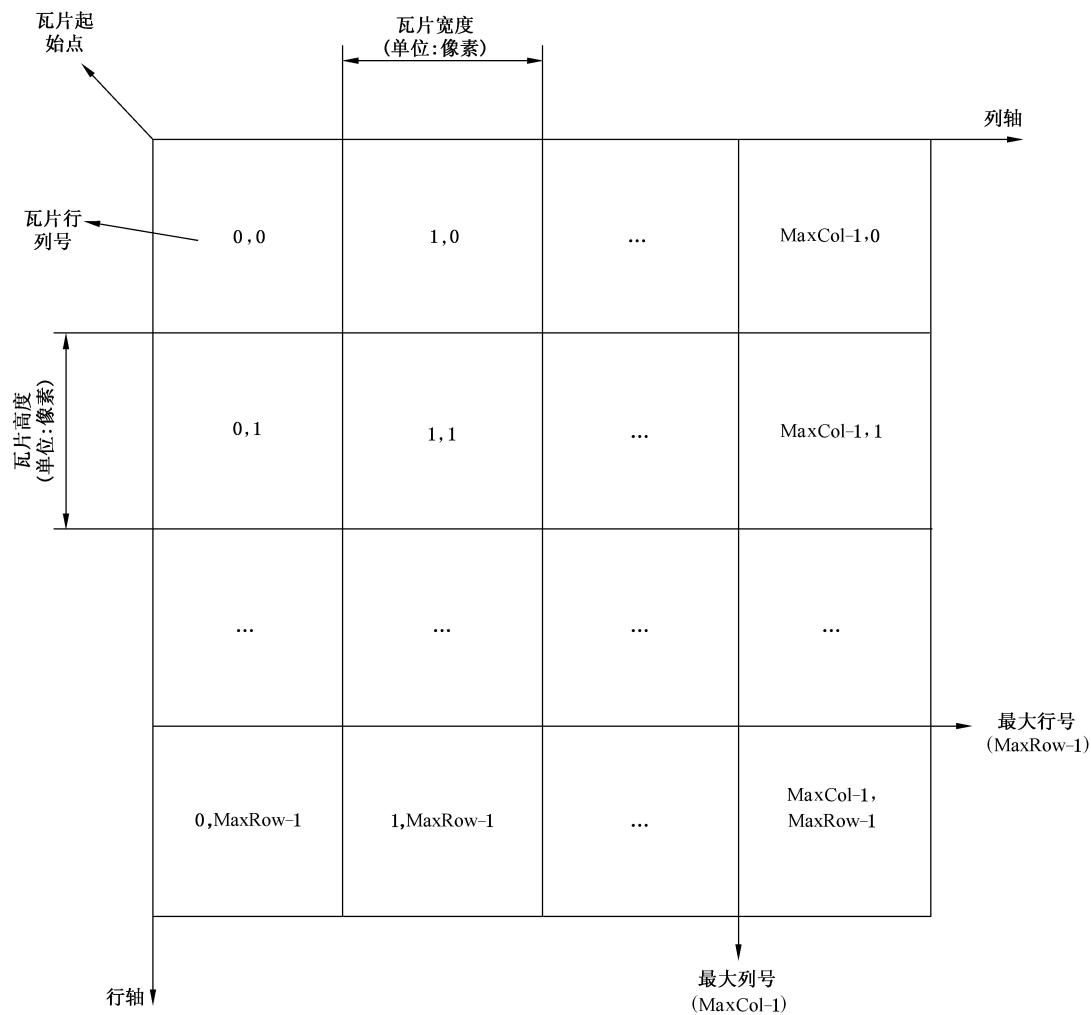 瓦片起
始点
瓦片宽度
(单位:像素)
列轴
瓦片行
列号
0,0
1,0
...
MaxCol-1,0
瓦片高度
(单位:像素)
0,1
1,1
...
MaxCol-1,1
...
...
...
...
最大行号
(MaxRow-1)
0,MaxRow-1
1,MaxRow-1
...
MaxCol-1,
MaxRow-1
行轴
最大列号
(MaxCol-1)